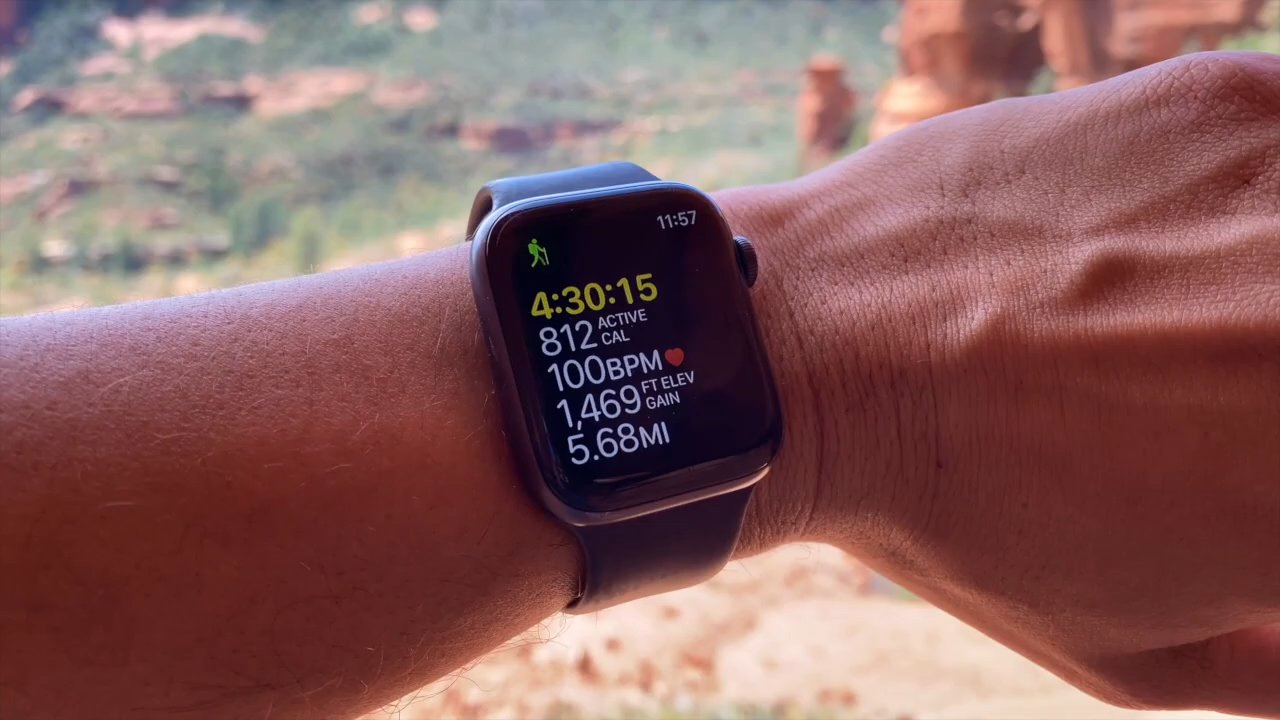 11:57
4:30:15
812 ACTIVE CAL
100BPM
1,469 FT ELEV GAIN
5.68MI